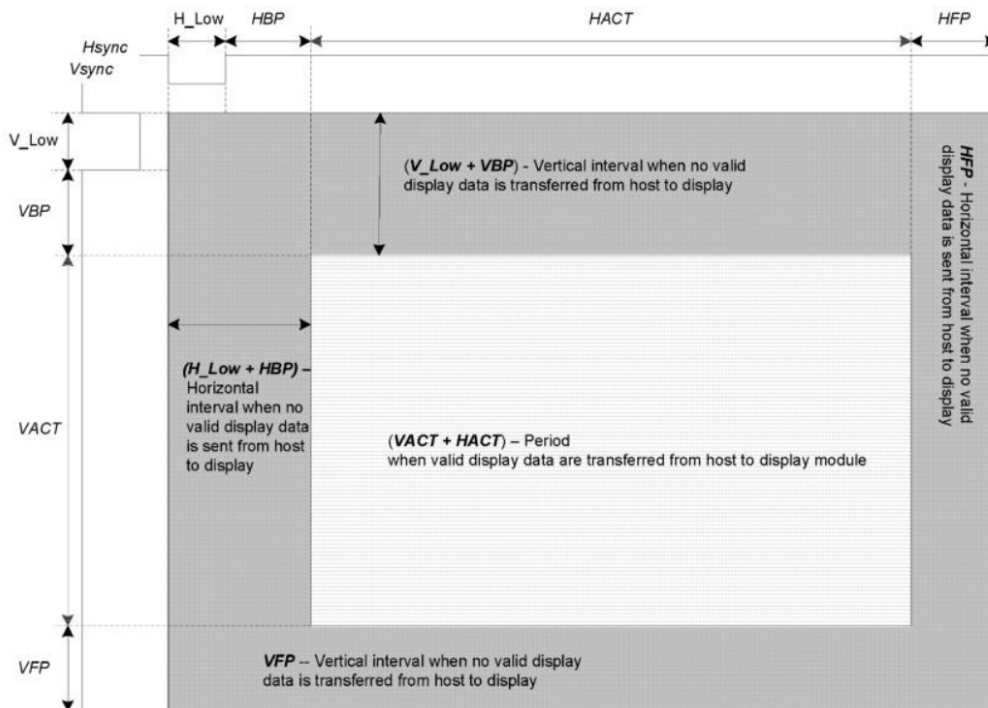 H_Low HBP HACT HFP
Hsync
Vsync
V_Low
(V_Low + VBP) - Vertical interval when no valid
display data is transferred from host to display
HFP - Horizontal interval when no valid
display data is sent from host to display
VBP
(H_Low + HBP) –
Horizontal
interval when no
valid display data
is sent from host
to display
VACT
(VACT + HACT) – Period
when valid display data are transferred from host to display module
VFP
VFP -- Vertical interval when no valid display
data is transferred from host to display